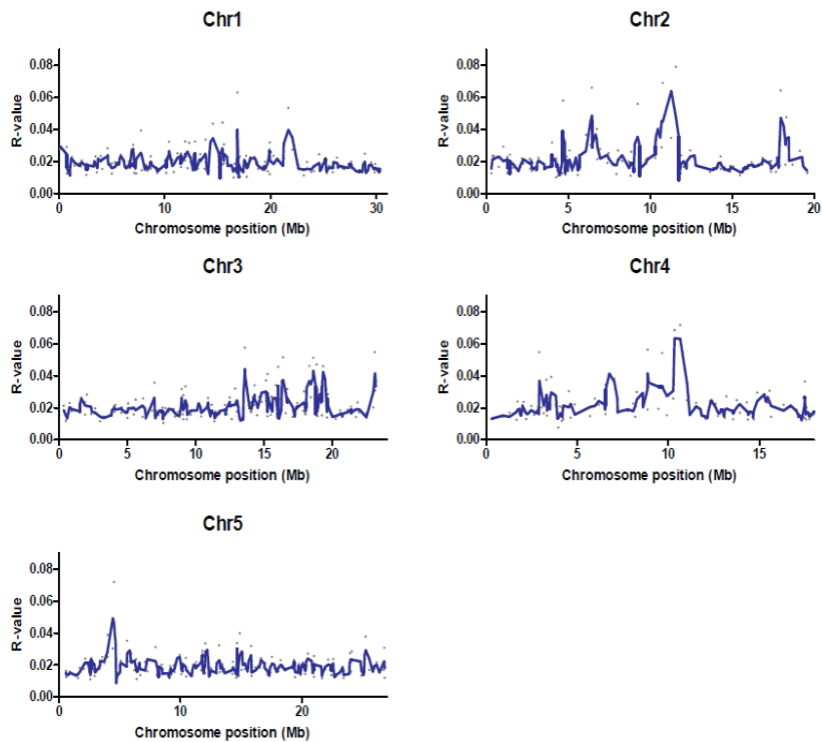 Chr1
R-value
0.08
0.06
0.04
0.02
0.00
0 10 20 30
Chromosome position (Mb)
Chr2
R-value
0.08
0.06
0.04
0.02
0.00
0 5 10 15 20
Chromosome position (Mb)
Chr3
R-value
0.08
0.06
0.04
0.02
0.00
0 5 10 15 20
Chromosome position (Mb)
Chr4
R-value
0.08
0.06
0.04
0.02
0.00
0 5 10 15
Chromosome position (Mb)
Chr5
R-value
0.08
0.06
0.04
0.02
0.00
0 10 20
Chromosome position (Mb)